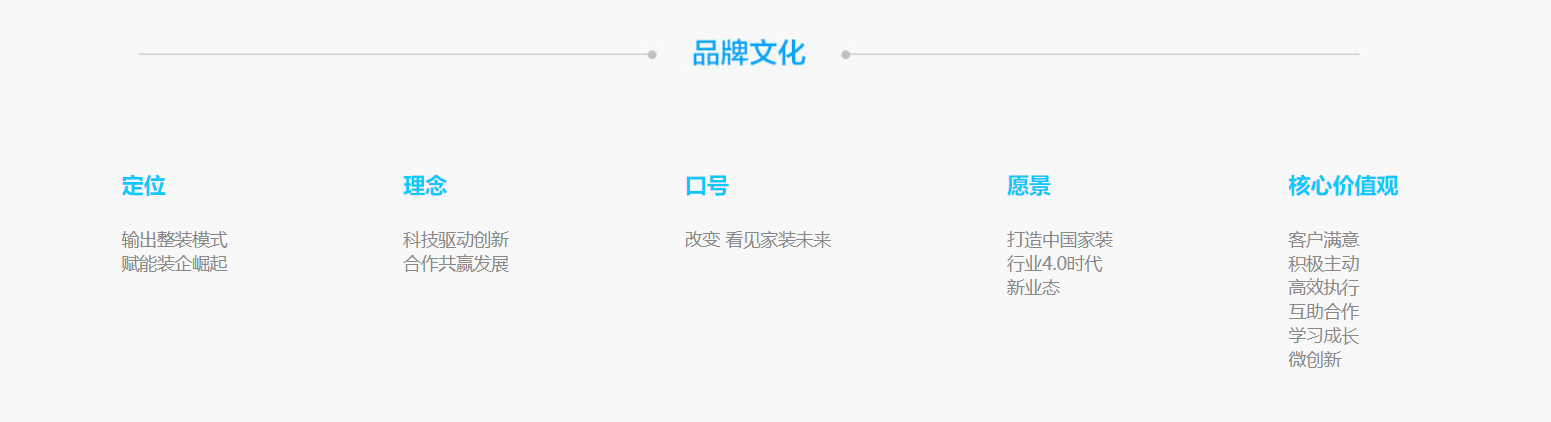 品牌文化
定位
输出整装模式
赋能装企崛起
理念
科技驱动创新
合作共赢发展
口号
改变 看见家装未来
愿景
打造中国家装
行业4.0时代
新业态
核心价值观
客户满意
积极主动
高效执行
互助合作
学习成长
微创新